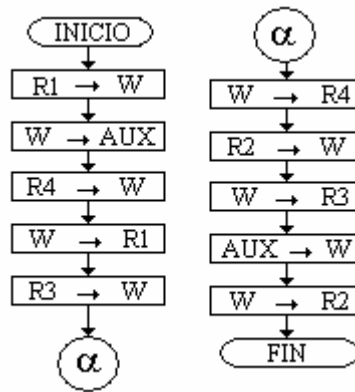 INICIO
R1 → W
W → AUX
R4 → W
W → R1
R3 → W
α
α
W → R4
R2 → W
W → R3
AUX → W
W → R2
FIN